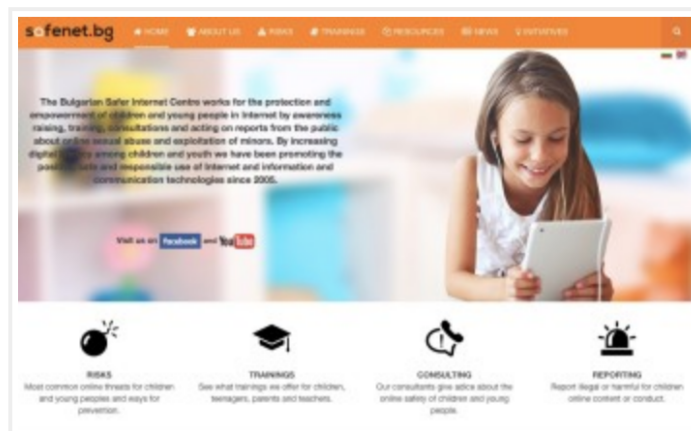 safenet.bg HOME ABOUT US RISKS TRAININGS RESOURCES NEWS INITIATIVES
The Bulgarian Safer Internet Centre works for the protection and
empowerment of children and young people in Internet by awareness
raising, training, consultations and acting on reports from the public
about online sexual abuse and exploitation of minors. By increasing
digital literacy among children and youth we have been promoting the
positive, safe and responsible use of Internet and information and
communication technologies since 2005.
Visit us on facebook and YouTube
RISKS
Most common online threats for children
and young peoples and ways for
prevention.
TRAININGS
See what trainings we offer for children,
teenagers, parents and teachers.
CONSULTING
Our consultants give advice about the
online safety of children and young
people.
REPORTING
Report illegal or harmful for children
online content or conduct.